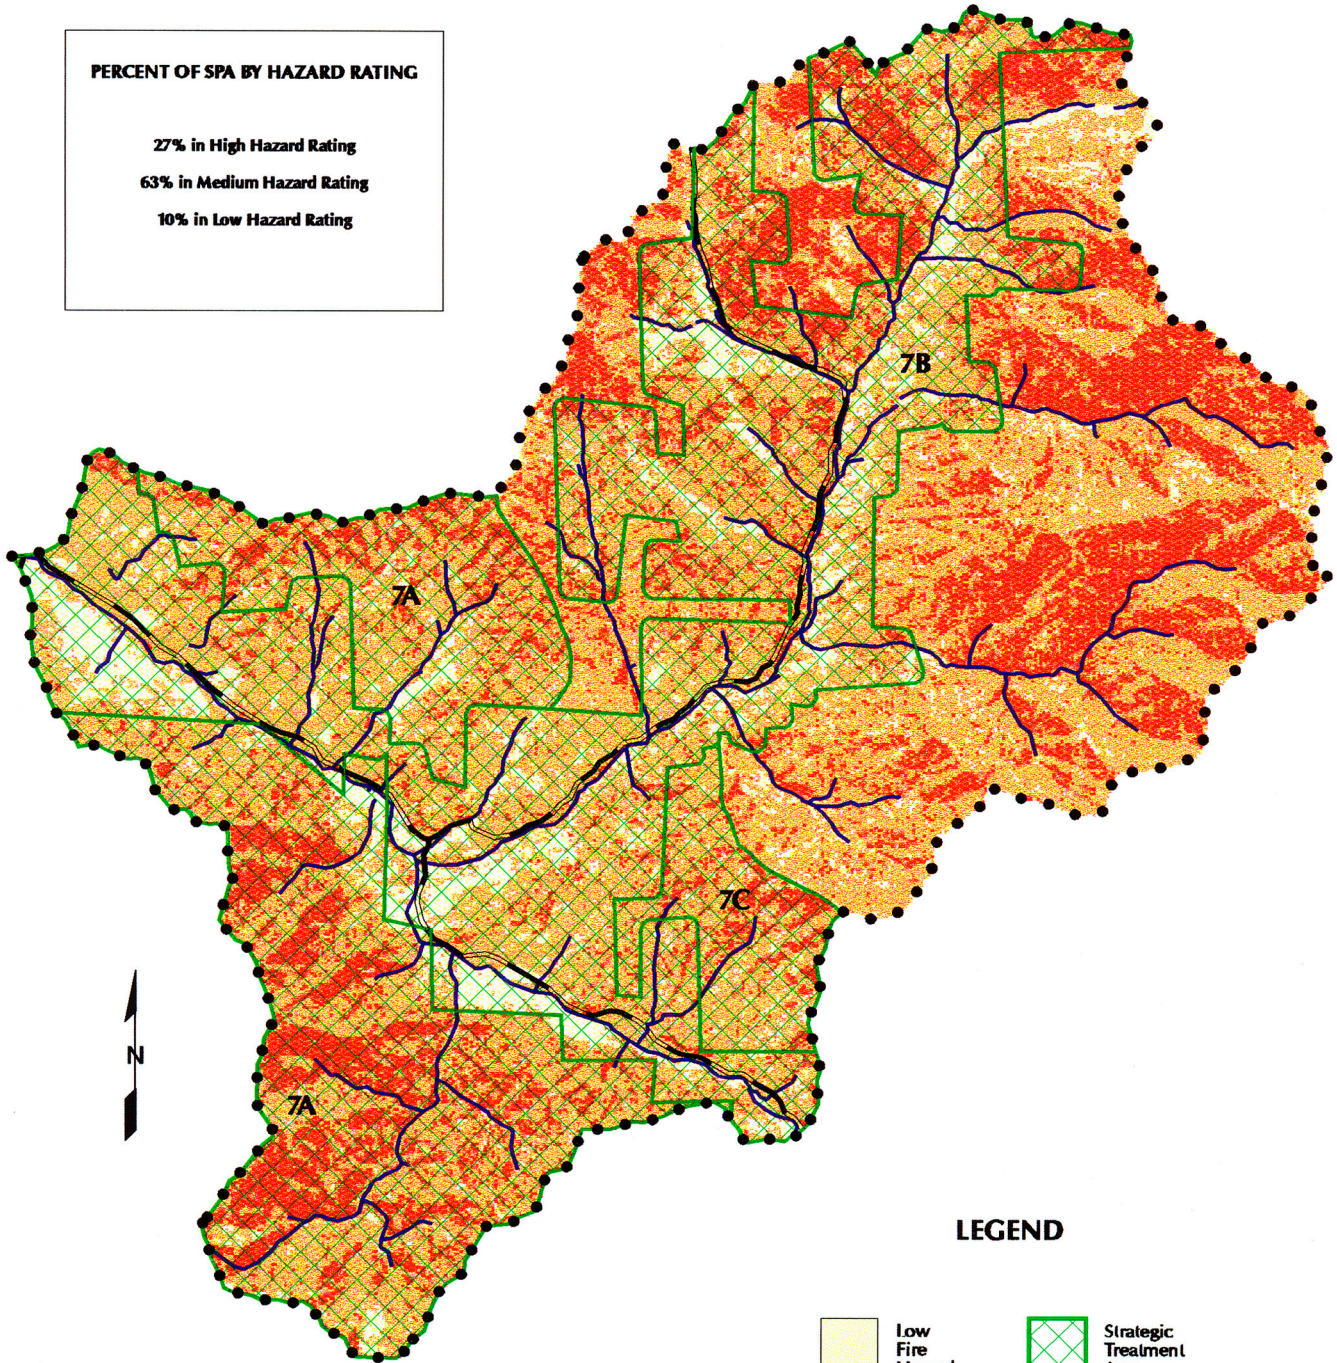 PERCENT OF SPA BY HAZARD RATING
27% in High Hazard Rating
63% in Medium Hazard Rating
10% in Low Hazard Rating
7B
7A
7C
N
7A
LEGEND
Low
Fire
Strategic
Treatment